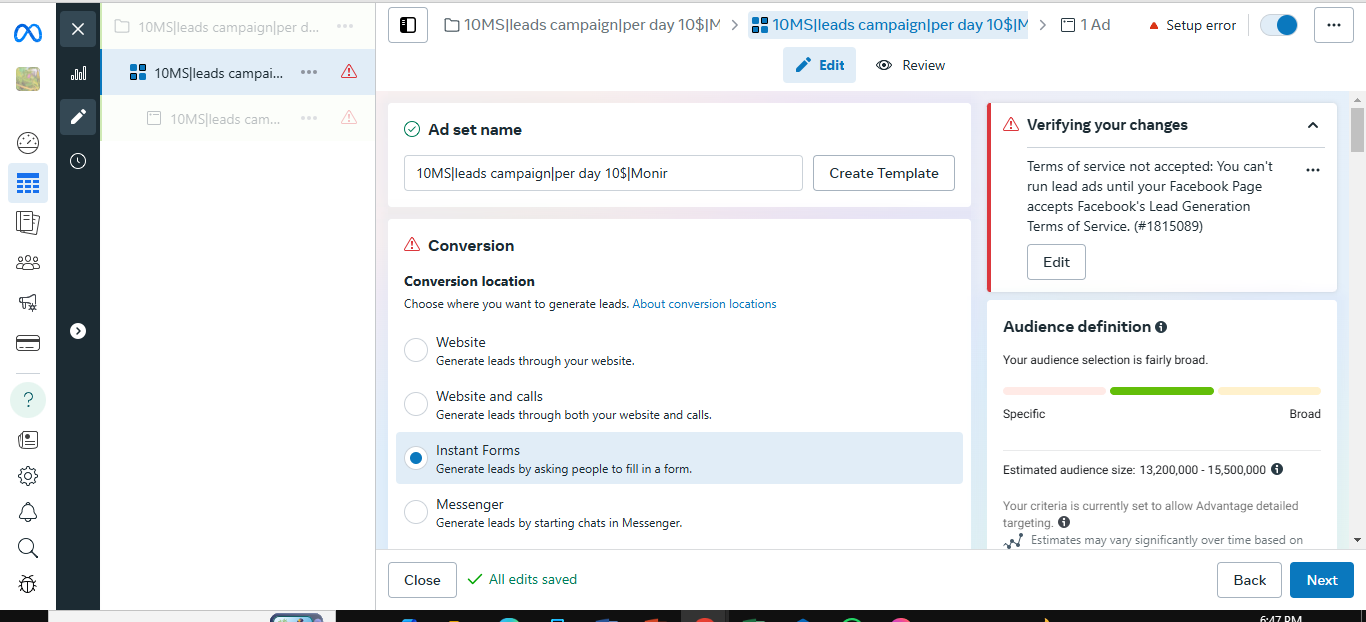 10MS|leads campaign|per d...
10MS|leads campai...
10MS|leads cam...
10MS|leads campaign|per day 10$|M
10MS|leads campaign|per day 10$|M
1 Ad
Setup error
Edit
Review
Ad set name
10MS|leads campaign|per day 10$|Monir
Create Template
Conversion
Conversion location
Choose where you want to generate leads. About conversion locations
Website
Generate leads through your website.
Website and calls
Generate leads through both your website and calls.
Instant Forms
Generate leads by asking people to fill in a form.
Messenger
Generate leads by starting chats in Messenger.
Verifying your changes
Terms of service not accepted: You can't
run lead ads until your Facebook Page
accepts Facebook's Lead Generation
Terms of Service. (#1815089)
Edit
Audience definition
Your audience selection is fairly broad.
Specific
Broad
Estimated audience size: 13,200,000 - 15,500,000
Your criteria is currently set to allow Advantage detailed
targeting.
Estimates may vary significantly over time based on
Close
All edits saved
Back
Next
6:47 PM